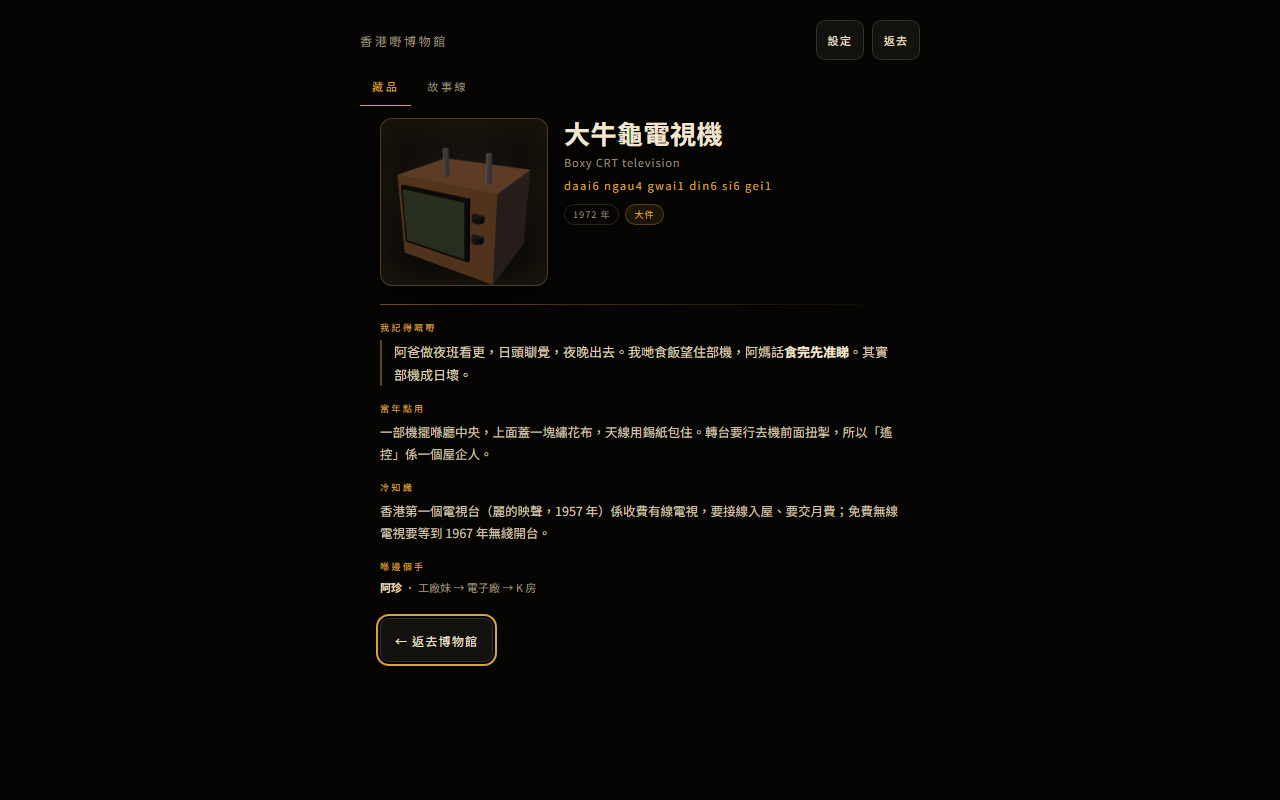 香港嘢博物館
設定
返去
藏品
故事線
大牛龜電視機
Boxy CRT television
daai6 ngau4 gwai1 din6 si6 gei1
1972 年
大件
我記得嘅嘢
阿爸做夜班看更，日頭瞓覺，夜晚出去。我哋食飯望住部機，阿媽話食完先准睇。其實
部機成日壞。
當年點用
一部機擺喺廳中央，上面蓋一塊繡花布，天線用錫紙包住。轉台要行去機前面扭掣，所以「遙
控」係一個屋企人。
冷知識
香港第一個電視台（麗的映聲，1957 年）係收費有線電視，要接線入屋、要交月費；免費無線
電視要等到 1967 年無綫開台。
喺邊個手
阿珍 · 工廠妹 → 電子廠 → K 房
← 返去博物館